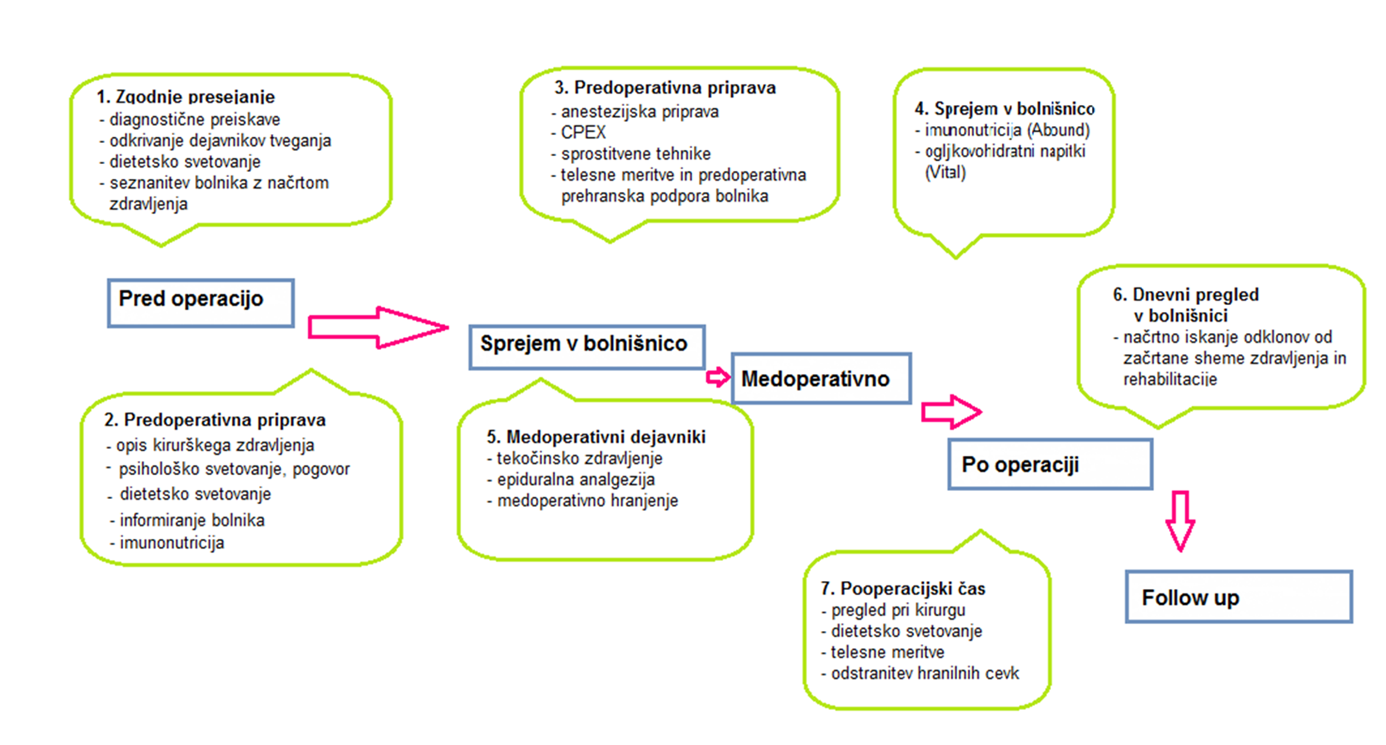 1. Zgodnje presejanje
- diagnostične preiskave
- odkrivanje dejavnikov tveganja
- dietetsko svetovanje
- seznanitev bolnika z načrtom
zdravljenja
3. Predoperativna priprava
- anestezijska priprava
- CPEX
- sprostitvene tehnike
- telesne meritve in predoperativna
prehranska podpora bolnika
4. Sprejem v bolnišnico
- imunonutricija (Abound)
- ogljkovohidratni napitki
(Vital)
Pred operacijo
Sprejem v bolnišnico
Medoperativno
6. Dnevni pregled
v bolnišnici
- načrtno iskanje odklonov od
začrtane sheme zdravljenja in
rehabilitacije
2. Predoperativna priprava
- opis kirurškega zdravljenja
- psihološko svetovanje, pogovor
- dietetsko svetovanje
- informiranje bolnika
- imunonutricija
5. Medoperativni dejavniki
- tekočinsko zdravljenje
- epiduralna analgezija
- medoperativno hranjenje
Po operaciji
7. Pooperacijski čas
- pregled pri kirurgu
- dietetsko svetovanje
- telesne meritve
- odstranitev hranilnih cevk
Follow up